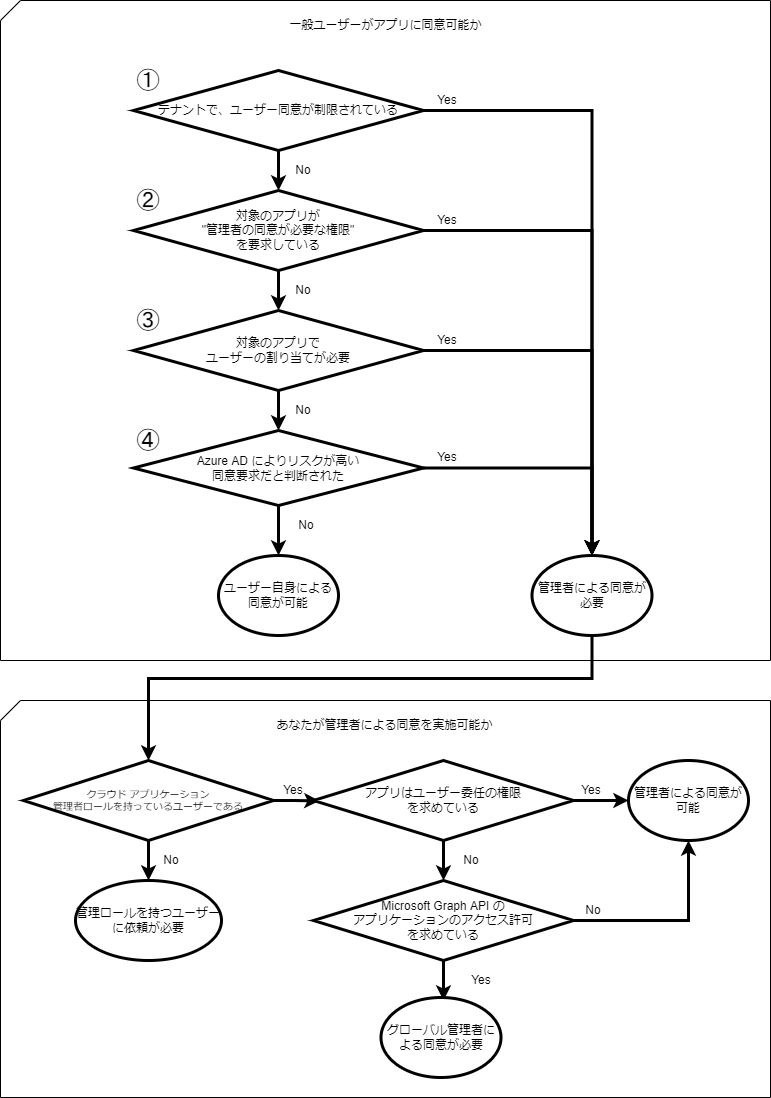 一般ユーザーがアプリに同意可能か
①
テナントで、ユーザー同意が制限されている
Yes
No
②
対象のアプリが
"管理者の同意が必要な権限"
を要求している
Yes
No
③
対象のアプリで
ユーザーの割り当てが必要
Yes
No
④
Azure AD によりリスクが高い
同意要求だと判断された
Yes
No
ユーザー自身による
同意が可能
管理者による同意が
必要
あなたが管理者による同意を実施可能か
クラウド アプリケーション
管理者ロールを持っているユーザーである
Yes
アプリはユーザー委任の権限
を求めている
Yes
管理者による同意が
可能
No
No
管理ロールを持つユーザー
に依頼が必要
Microsoft Graph API の
アプリケーションのアクセス許可
を求めている
No
Yes
グローバル管理者に
よる同意が必要